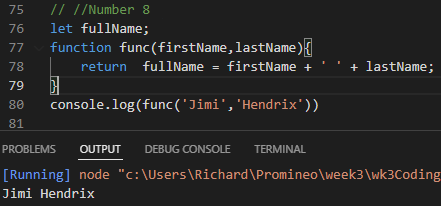 75 // //Number 8
76 let fullName;
77 function func(firstName,lastName){
78 return  fullName = firstName + ' ' + lastName;
79 }
80 console.log(func('Jimi','Hendrix'))
81
PROBLEMS OUTPUT DEBUG CONSOLE TERMINAL
[Running] node "c:\Users\Richard\Promineo\week3\wk3Coding
Jimi Hendrix